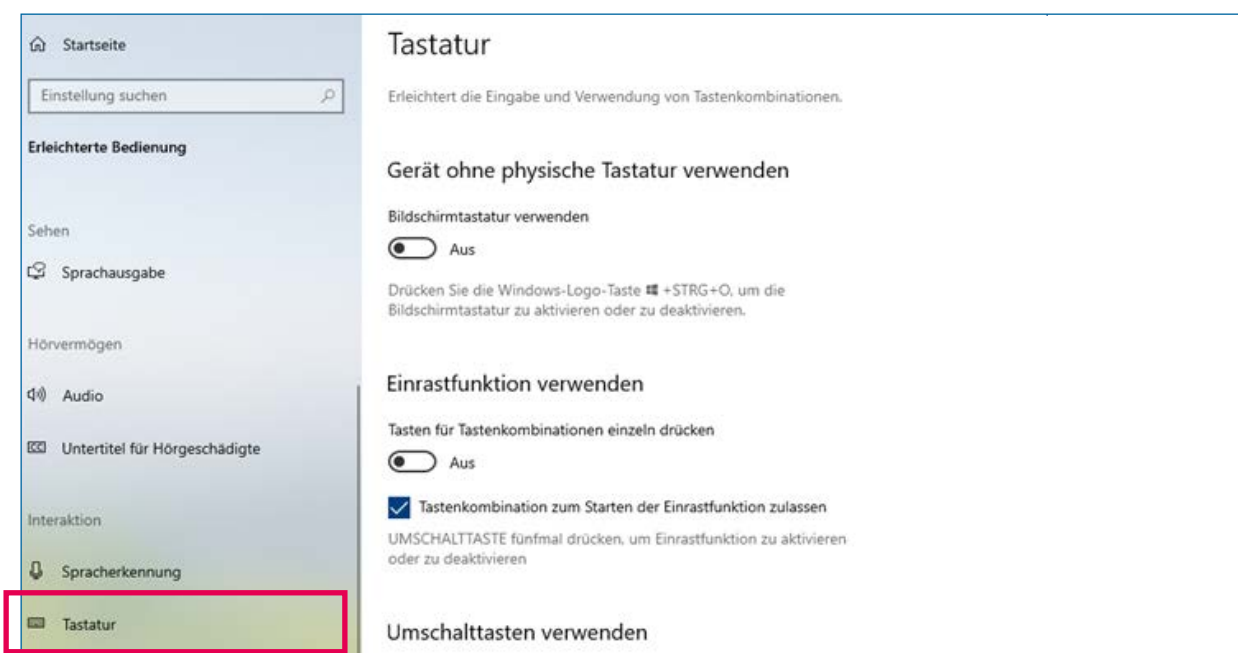 Startseite
Einstellung suchen
Erleichterte Bedienung
Sehen
Sprachausgabe
Hörvermögen
Audio
Untertitel für Hörgeschädigte
Interaktion
Spracherkennung
Tastatur
Tastatur
Erleichtert die Eingabe und Verwendung von Tastenkombinationen.
Gerät ohne physische Tastatur verwenden
Bildschirmtastatur verwenden
Aus
Drücken Sie die Windows-Logo-Taste +STRG+O, um die
Bildschirmtastatur zu aktivieren oder zu deaktivieren.
Einrastfunktion verwenden
Tasten für Tastenkombinationen einzeln drücken
Aus
Tastenkombination zum Starten der Einrastfunktion zulassen
UMSCHALTTASTE fünfmal drücken, um Einrastfunktion zu aktivieren
oder zu deaktivieren
Umschalttasten verwenden